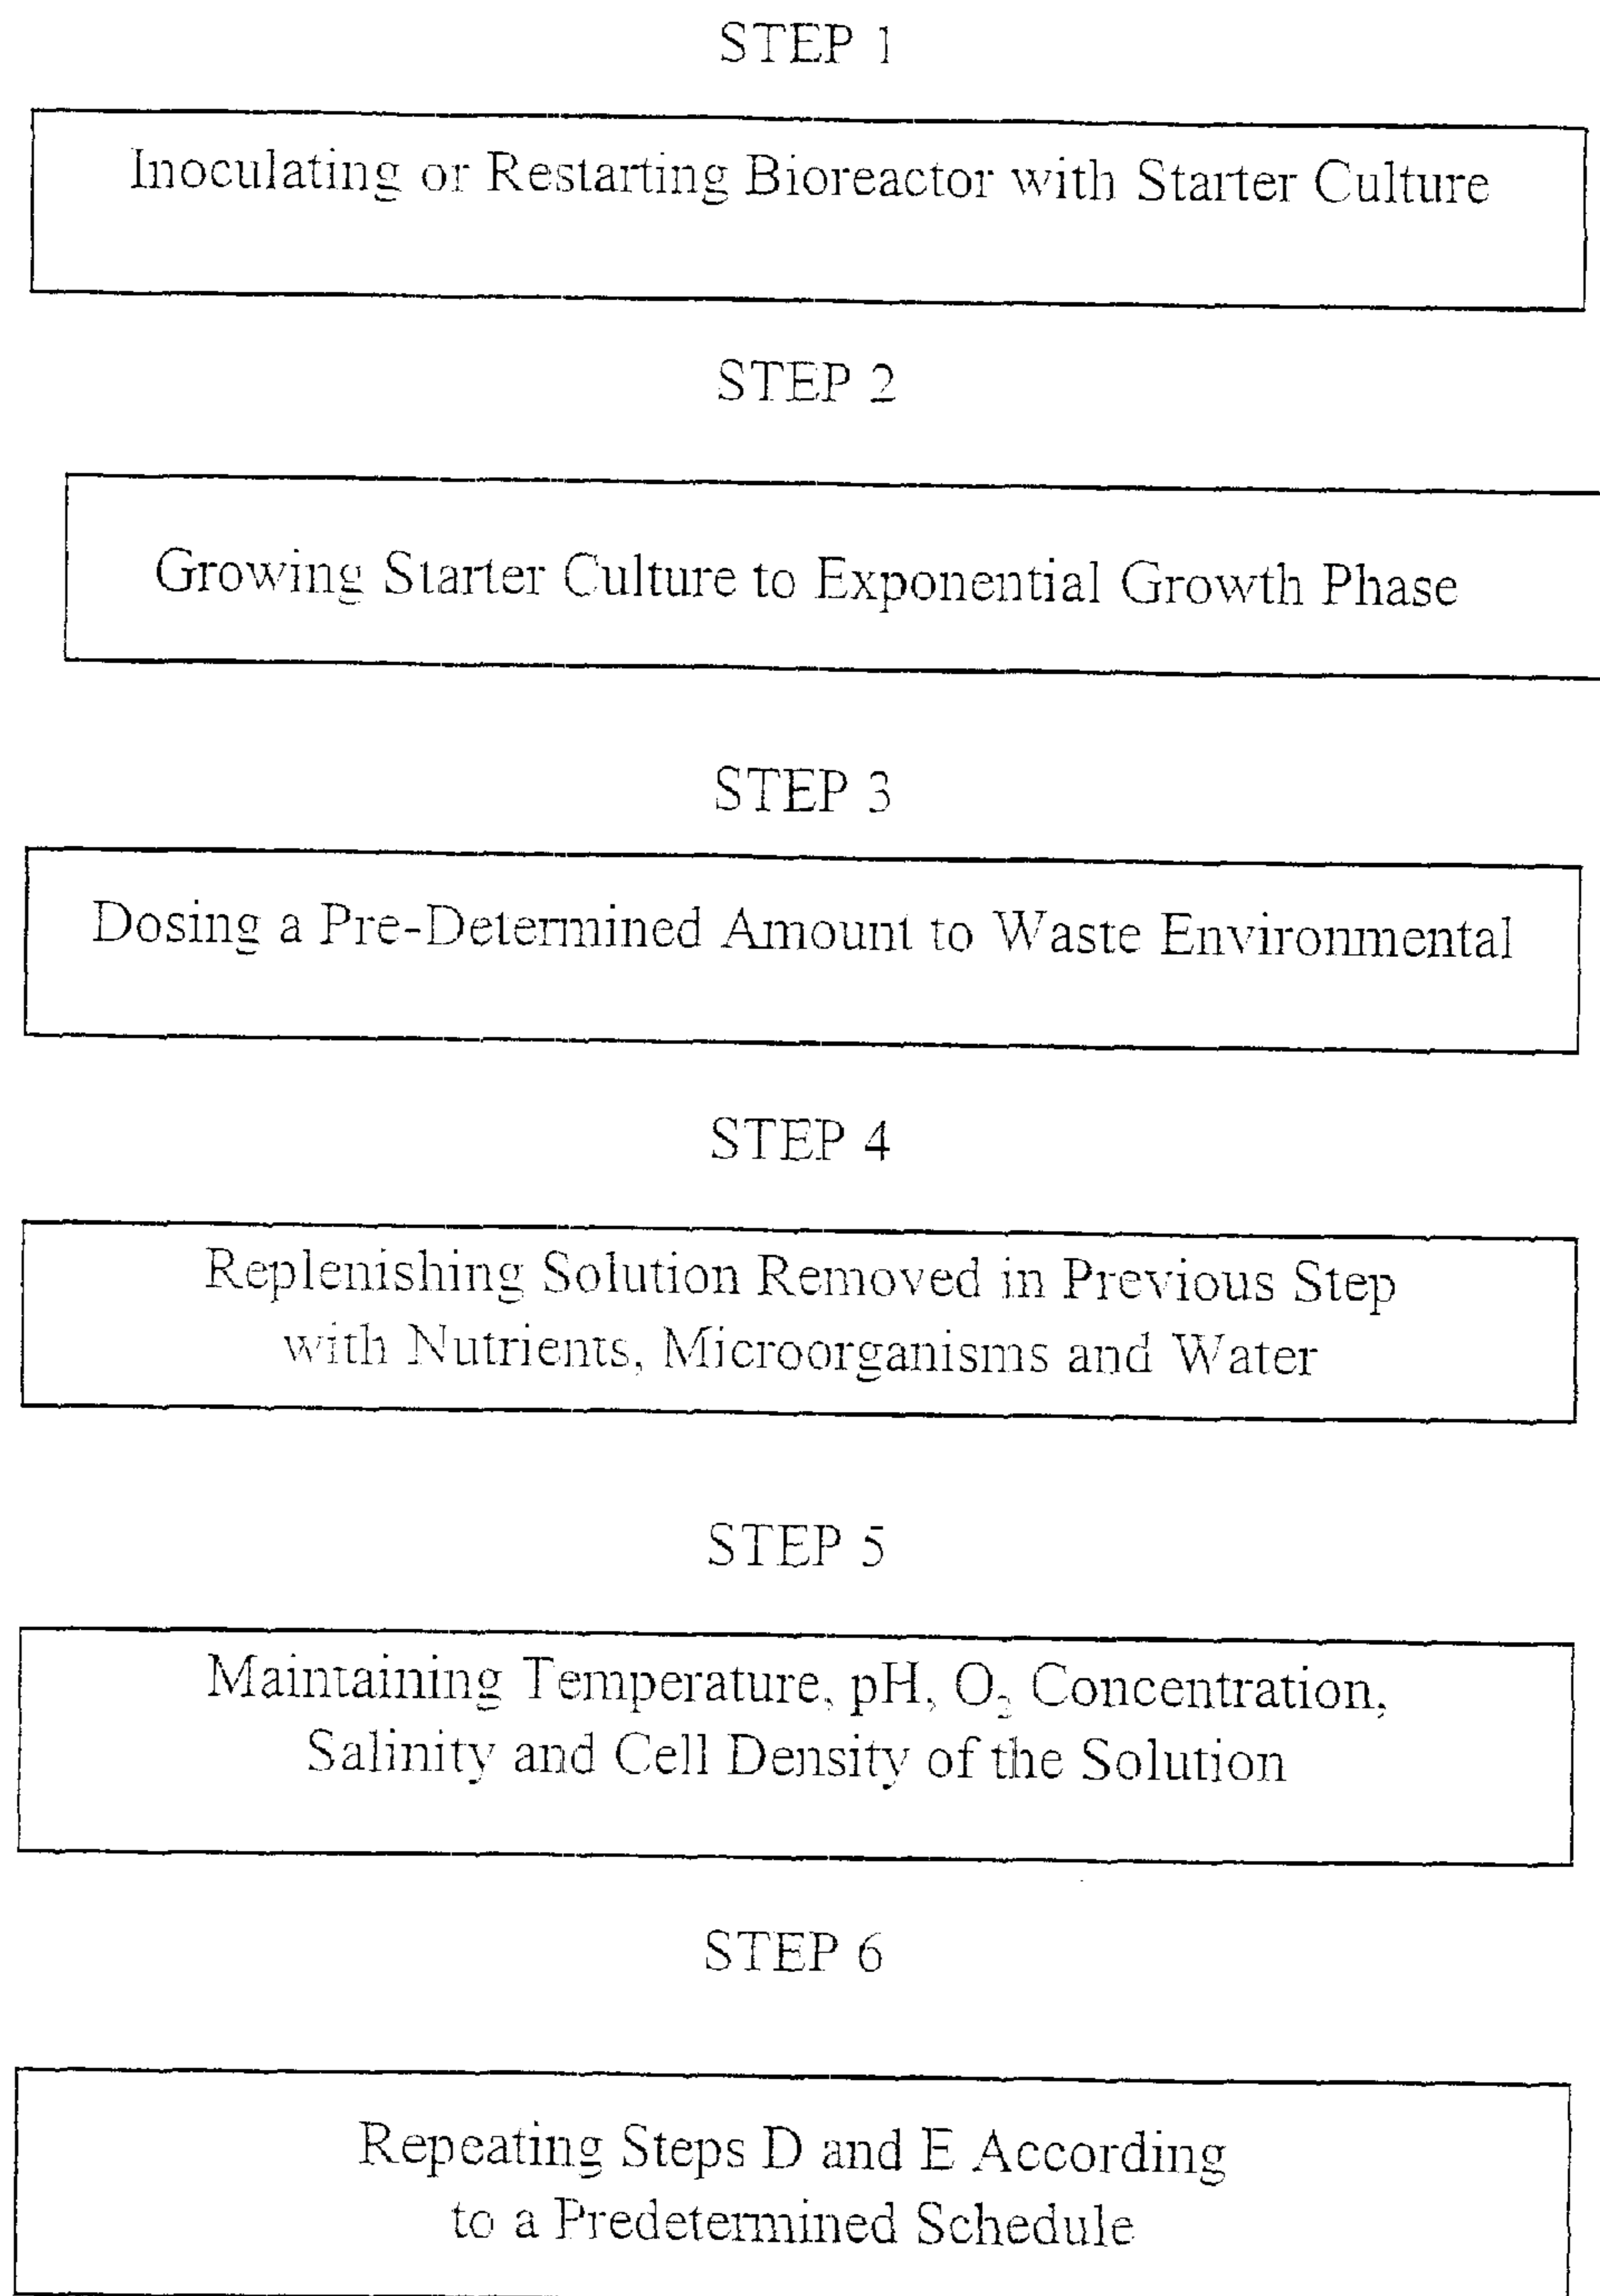 STEP 1
Inoculating or Restarting Bioreactor with Starter Culture
STEP 2
Growing Starter Culture to Exponential Growth Phase
STEP 3
Dosing a Pre-Determined Amount to Waste Environmental
STEP 4
Replenishing Solution Removed in Previous Step
with Nutrients, Microorganisms and Water
STEP 5
Maintaining Temperature, pH, O₂ Concentration,
Salinity and Cell Density of the Solution
STEP 6
Repeating Steps D and E According
to a Predetermined Schedule